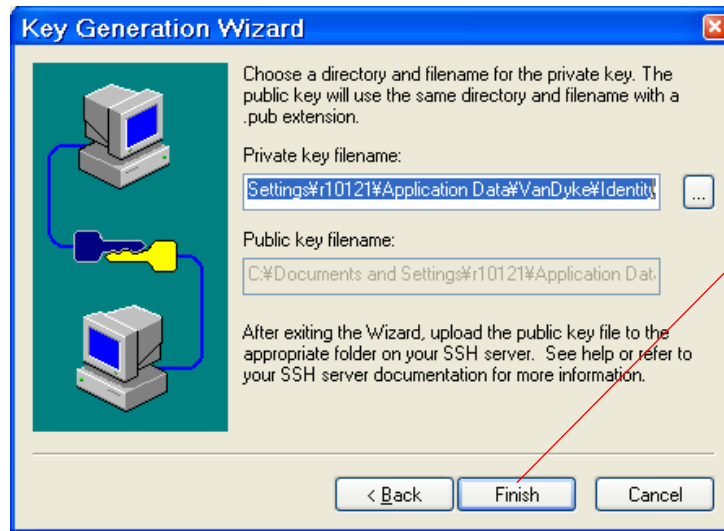 Key Generation Wizard
Choose a directory and filename for the private key. The
public key will use the same directory and filename with a
.pub extension.
Private key filename:
Settings¥r10121¥Application Data¥VanDyke¥Identity
...
Public key filename:
C:¥Documents and Settings¥r10121¥Application Data
After exiting the Wizard, upload the public key file to the
appropriate folder on your SSH server. See help or refer to
your SSH server documentation for more information.
< Back
Finish
Cancel